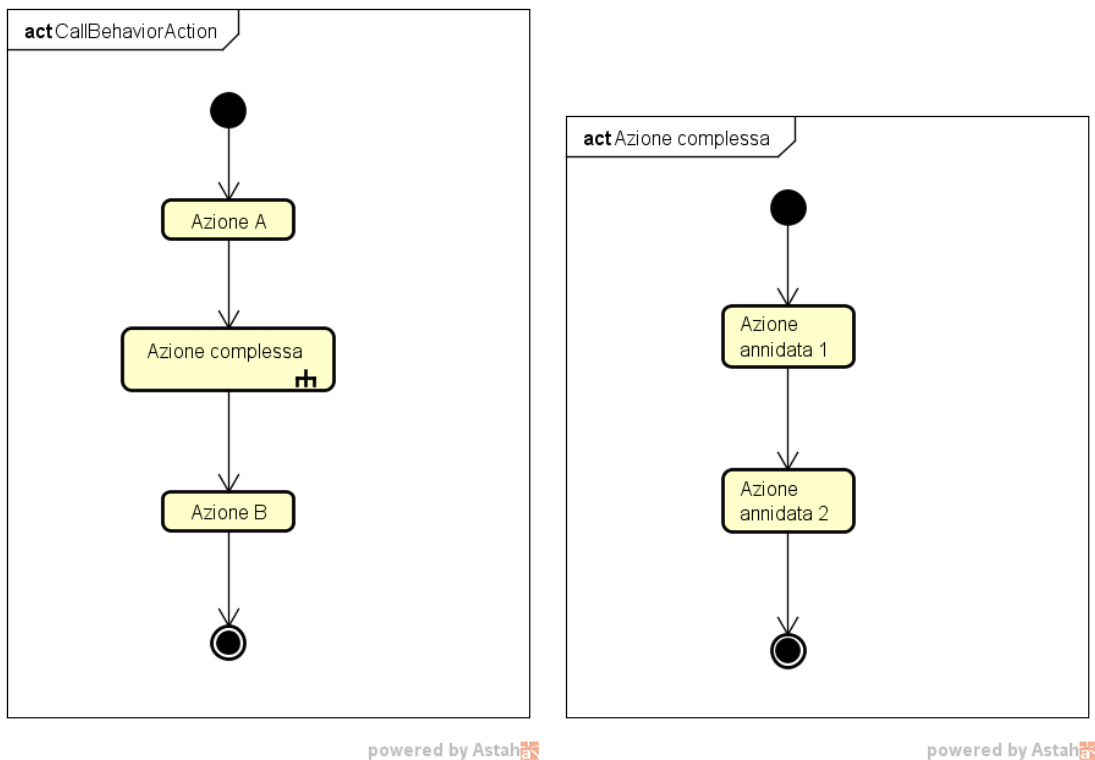 act CallBehaviorAction
Azione A
Azione complessa
Azione B
powered by Astah
act Azione complessa
Azione
annidata 1
Azione
annidata 2
powered by Astah